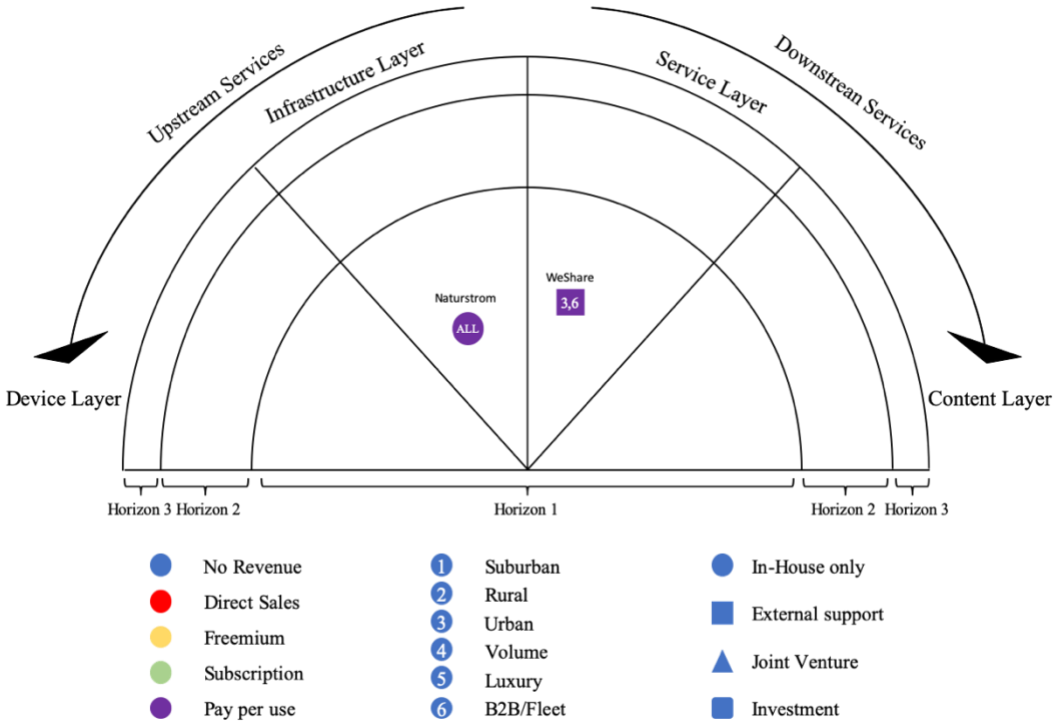 Upstream Services
Infrastructure Layer
Service Layer
Downstrean Services
WeShare
3,6
Naturstrom
ALL
Device Layer
Content Layer
Horizon 3 Horizon 2
Horizon 1
Horizon 2 Horizon 3
No Revenue
Direct Sales
Freemium
Subscription
Pay per use
1 Suburban
2 Rural
3 Urban
4 Volume
5 Luxury
6 B2B/Fleet
In-House only
External support
Joint Venture
Investment